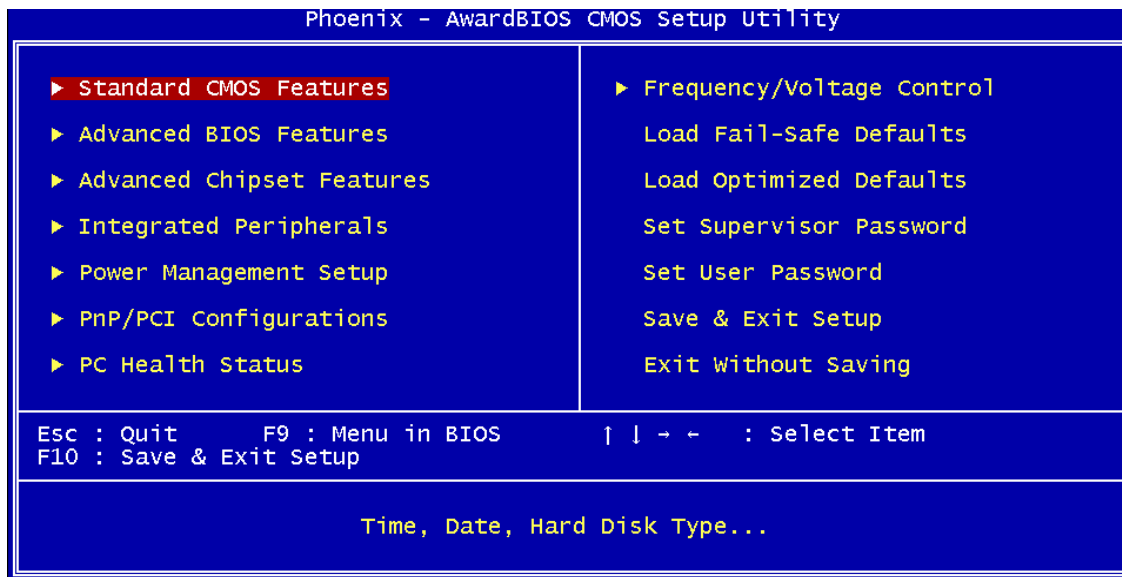 Phoenix - AwardBIOS CMOS Setup Utility
▶ Standard CMOS Features
▶ Advanced BIOS Features
▶ Advanced Chipset Features
▶ Integrated Peripherals
▶ Power Management Setup
▶ PnP/PCI Configurations
▶ PC Health Status
▶ Frequency/Voltage Control
Load Fail-Safe Defaults
Load Optimized Defaults
Set Supervisor Password
Set User Password
Save & Exit Setup
Exit Without Saving
Esc : Quit F9 : Menu in BIOS ↑ ↓ → ← : Select Item
F10 : Save & Exit Setup
Time, Date, Hard Disk Type...